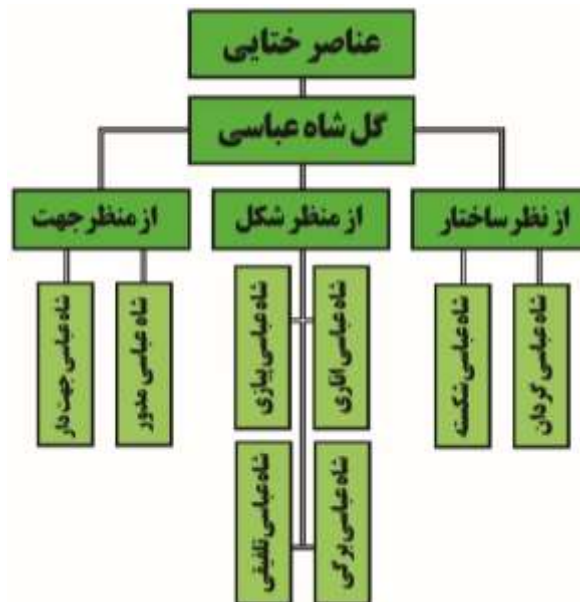 عناصر ختایی
گل شاه عباسی
از نظر ساختار
از منظر شکل
از منظر جهت
شاه عباسی گردان
شاه عباسی شکسته
شاه عباسی اناری
شاه عباسی پیازی
شاه عباسی برگی
شاه عباسی تلفیقی
شاه عباسی مدور
شاه عباسی جهت دار